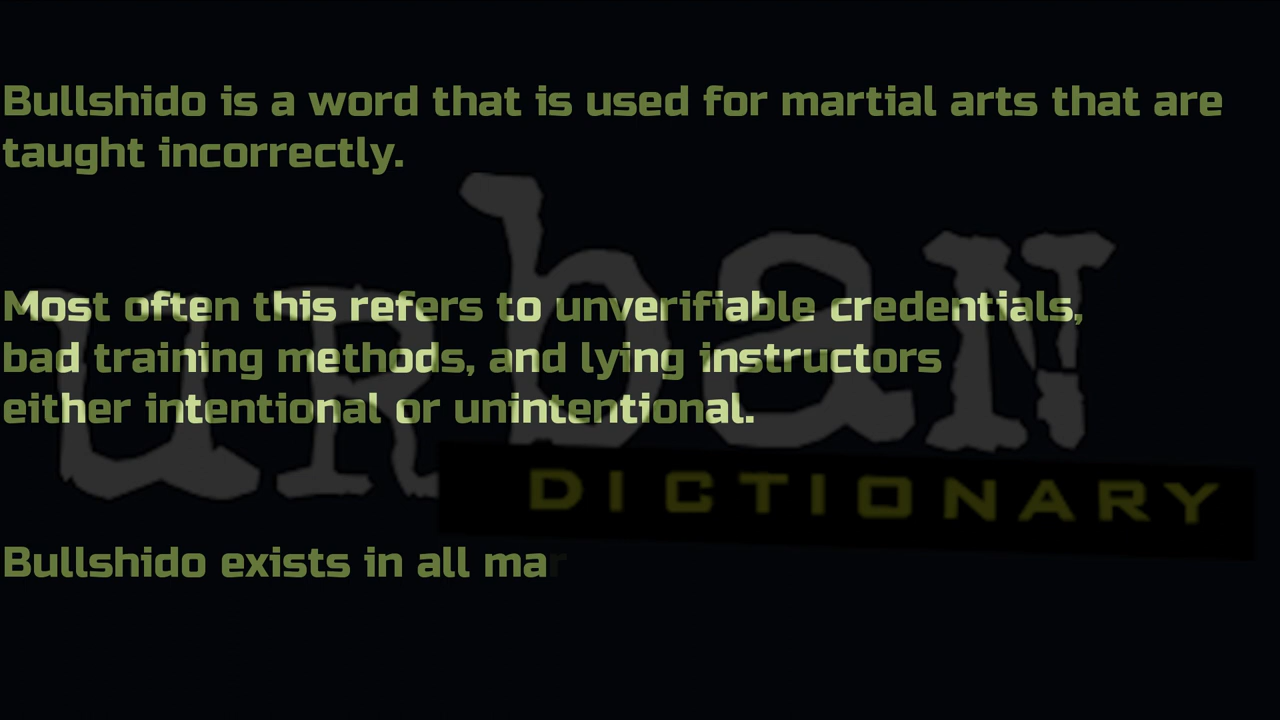 Bullshido is a word that is used for martial arts that are
taught incorrectly.
Most often this refers to unverifiable credentials,
bad training methods, and lying instructors
either intentional or unintentional.
urban
DICTIONARY
Bullshido exists in all mar